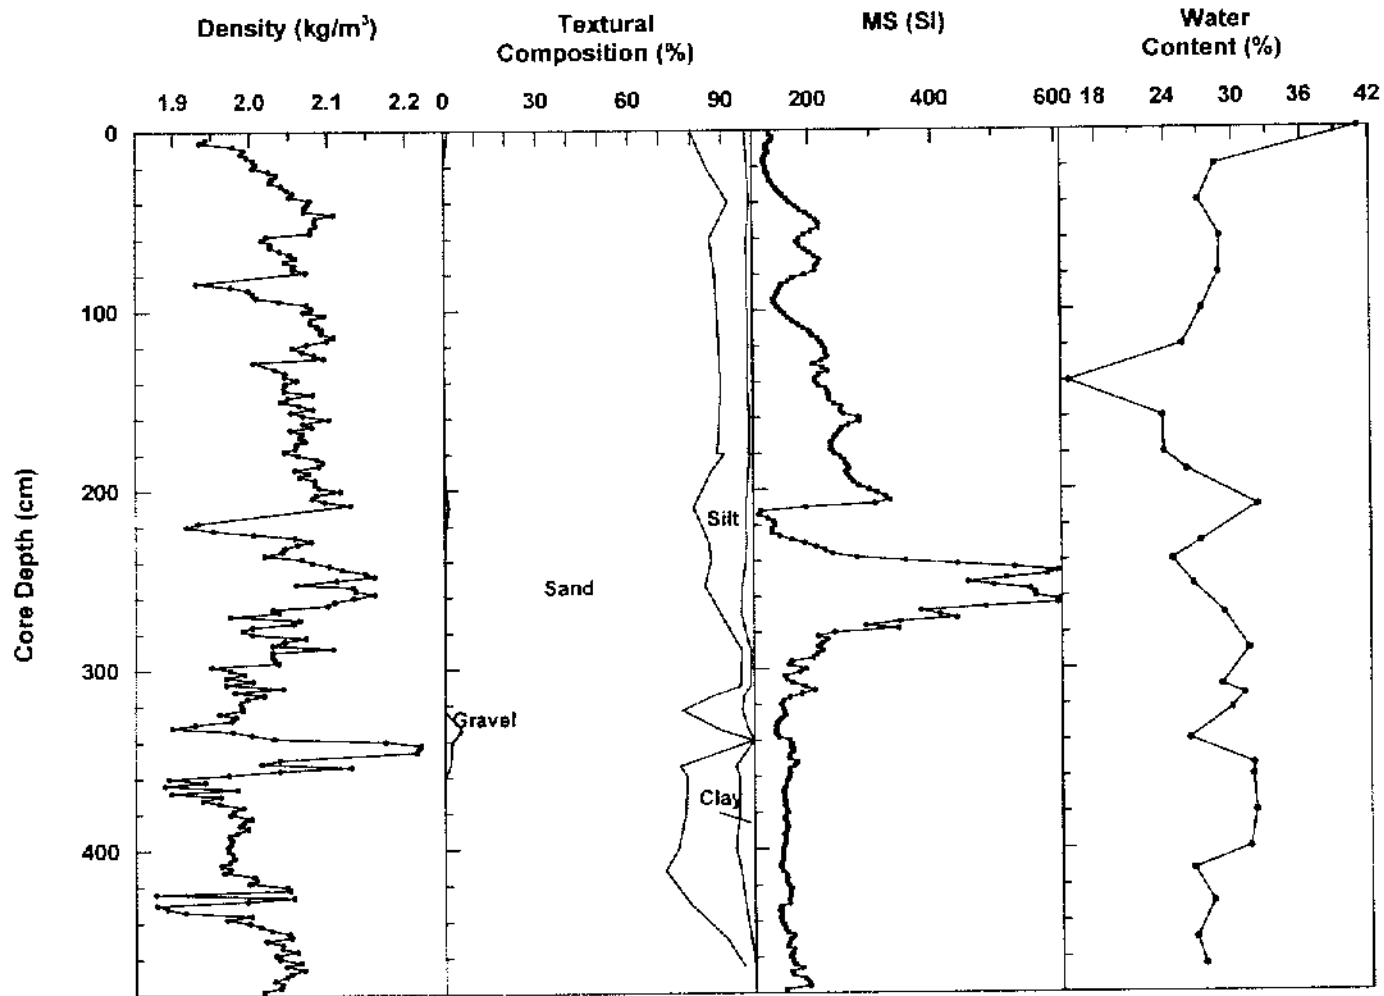 Density (kg/m³)
Textural
Composition (%)
MS (SI)
Water
Content (%)
1.9 2.0 2.1 2.2 0 30 60 90 200 400 600 18 24 30 36 42
0
100
200
300
400
Core Depth (cm)
Silt
Sand
Gravel
Clay